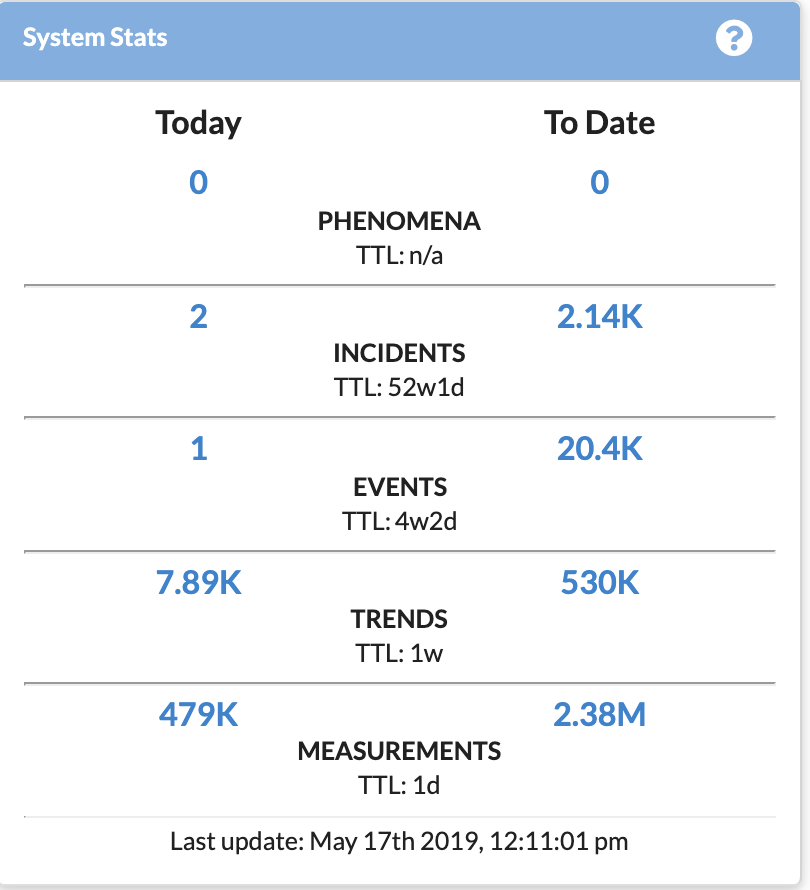 System Stats ?
Today To Date
0 0
PHENOMENA
TTL: n/a
2 2.14K
INCIDENTS
TTL: 52w1d
1 20.4K
EVENTS
TTL: 4w2d
7.89K 530K
TRENDS
TTL: 1w
479K 2.38M
MEASUREMENTS
TTL: 1d
Last update: May 17th 2019, 12:11:01 pm